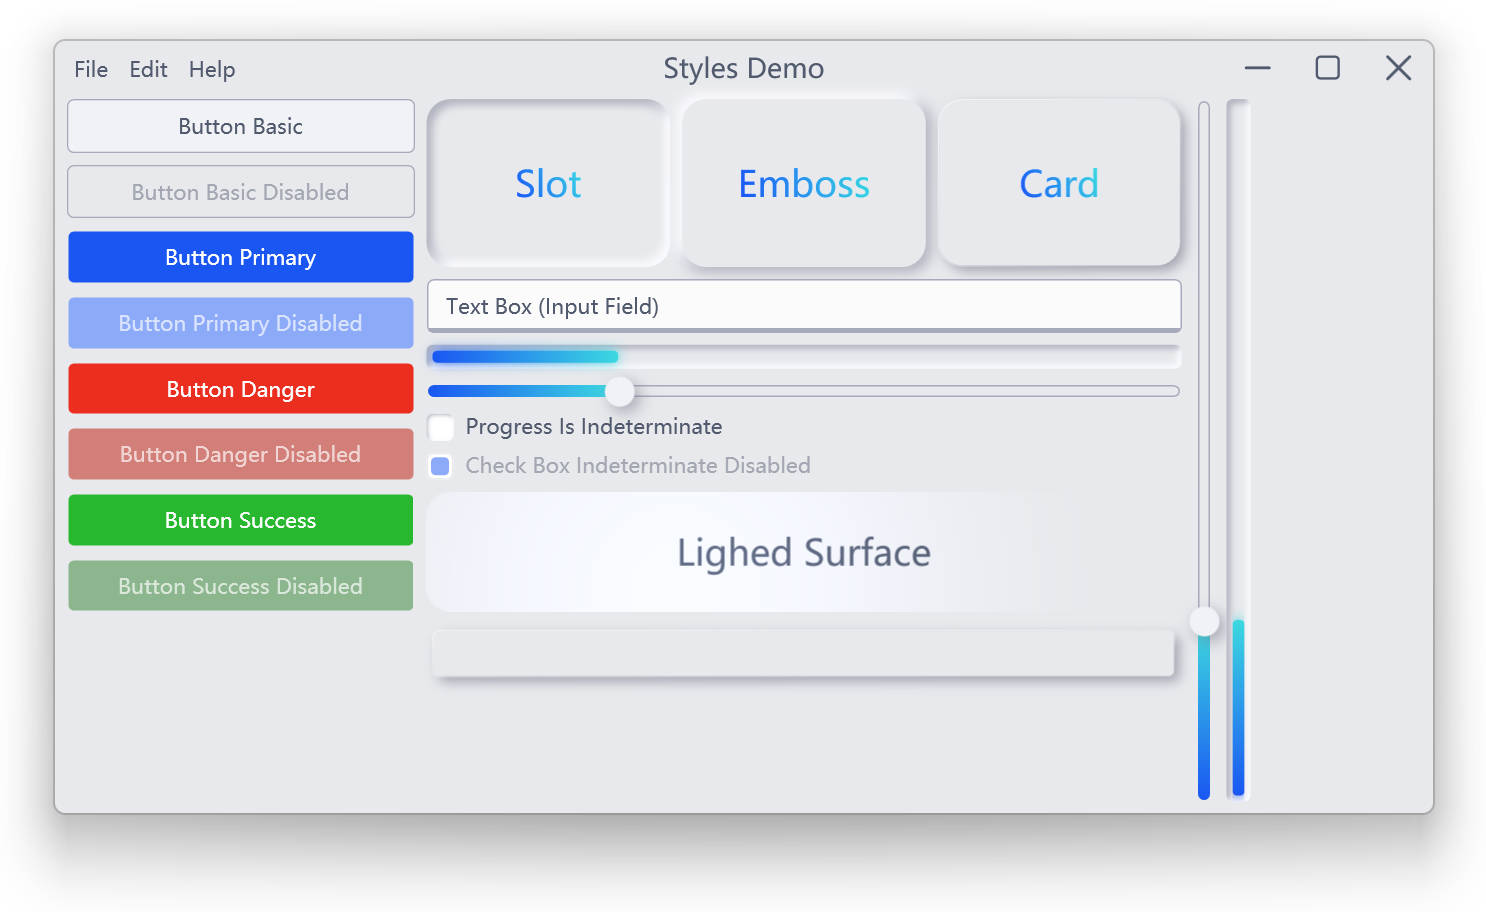 File Edit Help
Styles Demo
Button Basic
Button Basic Disabled
Button Primary
Button Primary Disabled
Button Danger
Button Danger Disabled
Button Success
Button Success Disabled
Slot
Emboss
Card
Text Box (Input Field)
Progress Is Indeterminate
Check Box Indeterminate Disabled
Lighed Surface